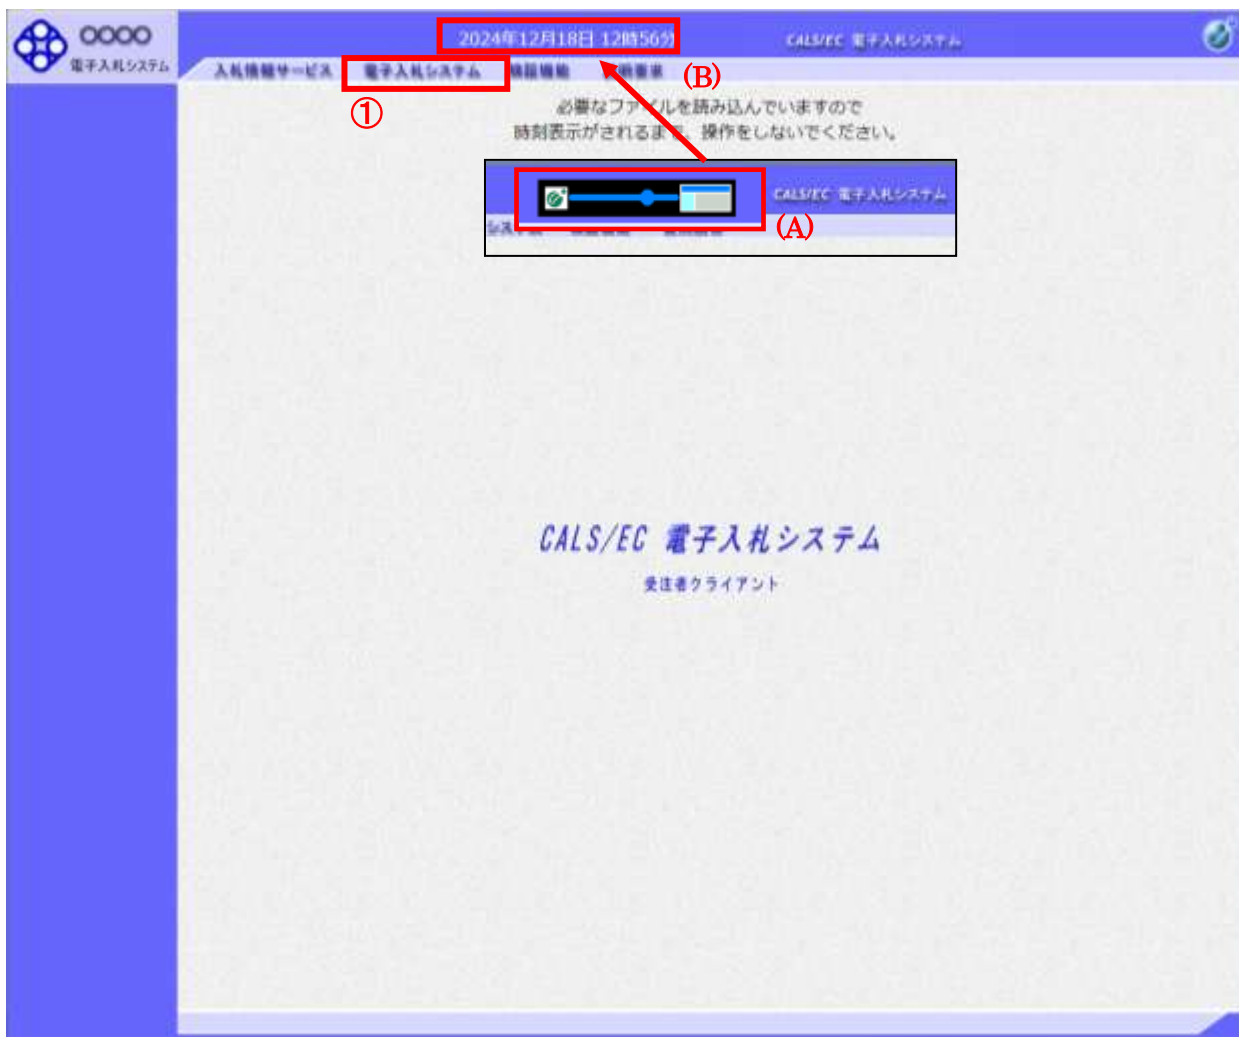 ○○○○
電子入札システム
2024年12月18日 12時56分
CALS/EC 電子入札システム
入札情報サービス 電子入札システム 検証機能 説明要求
(B)
①
必要なファイルを読み込んでいますので
時刻表示がされるまで、操作をしないでください。
CALS/EC 電子入札システム
(A)
CALS/EC 電子入札システム
受注者クライアント